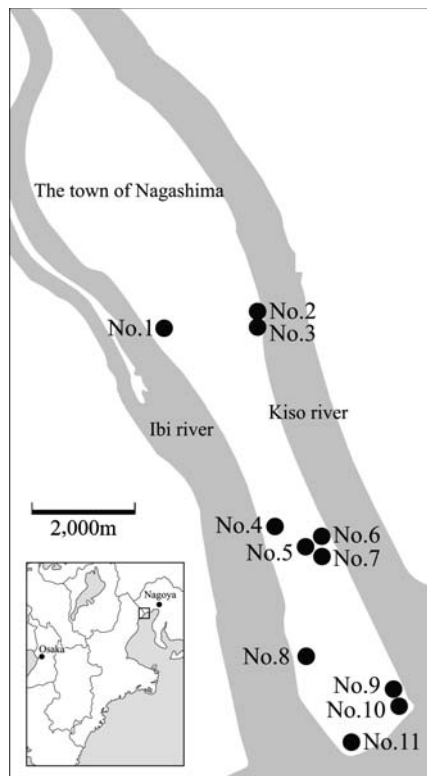 The town of Nagashima
No.2
No.1
No.3
Kiso river
Ibi river
2,000m
No.4
No.6
No.5
No.7
Nagoya
Osaka
No.8
No.9
No.10
No.11